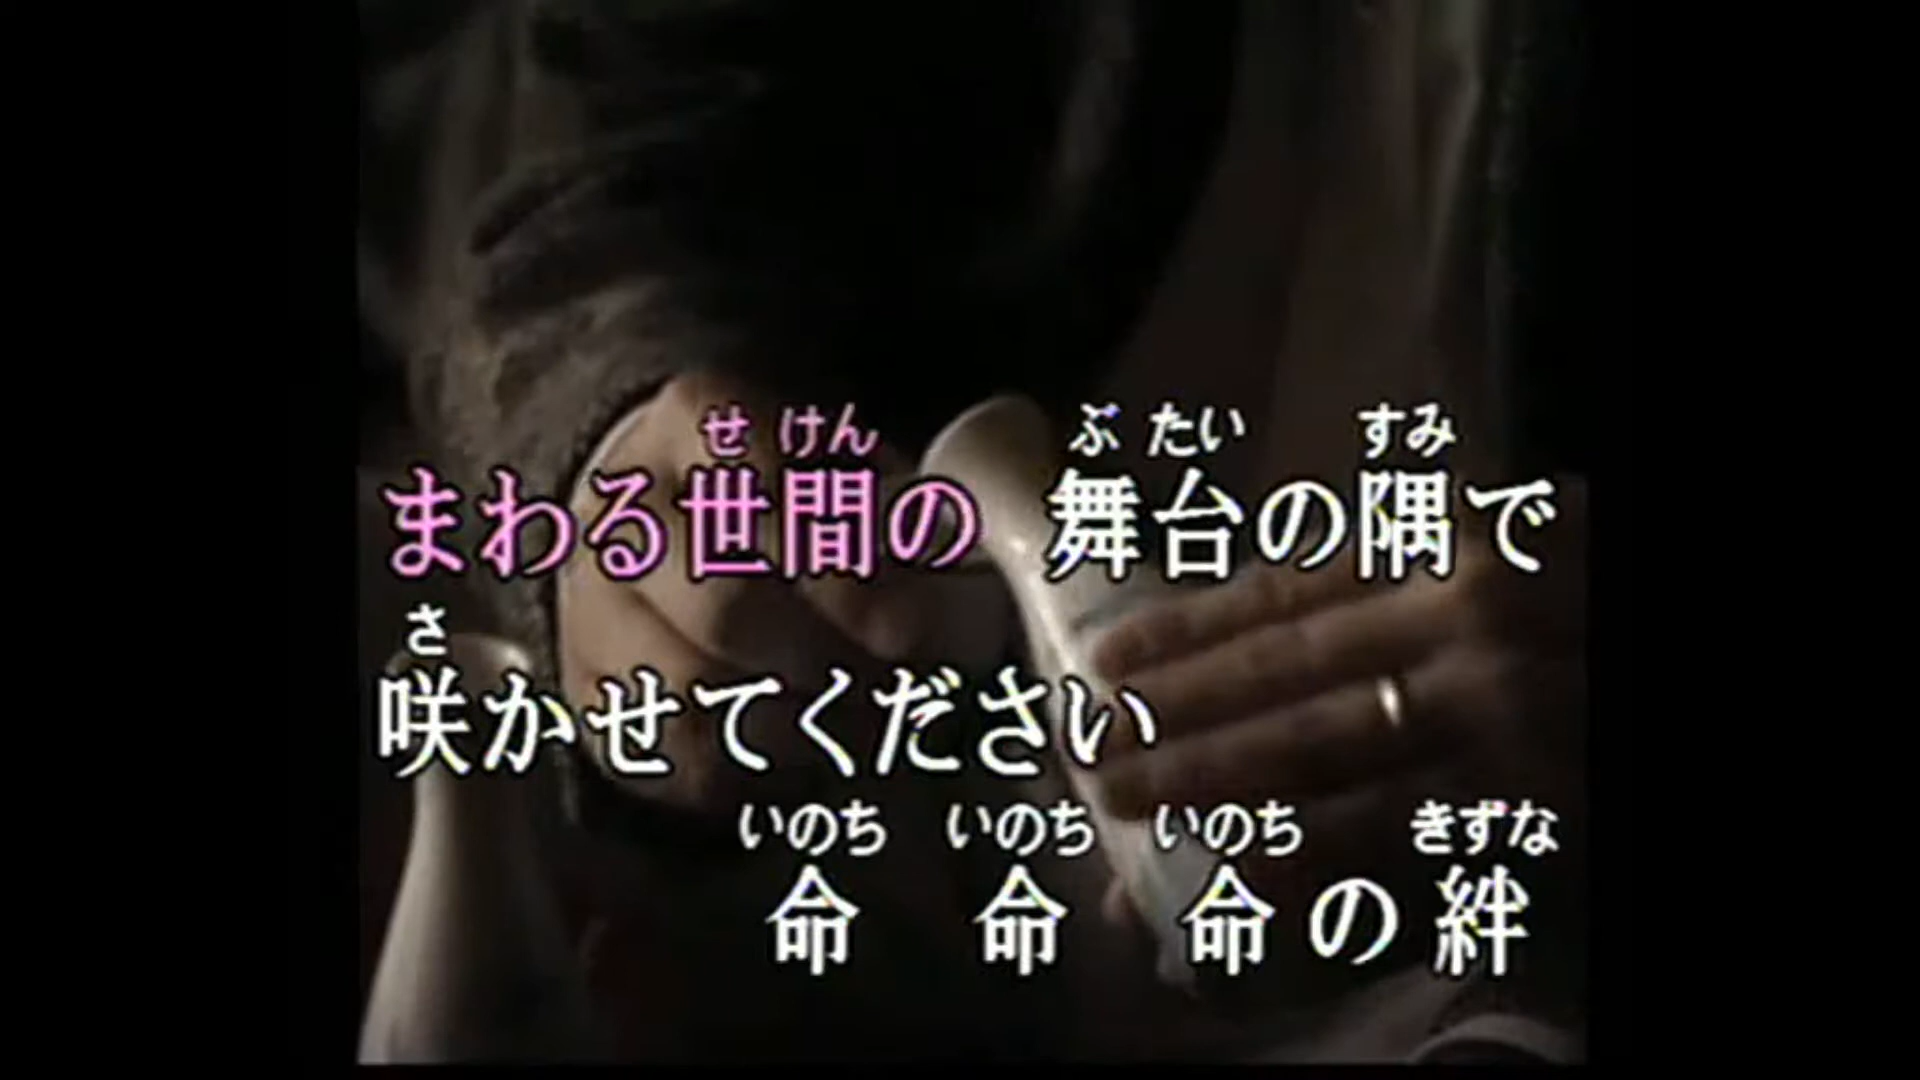 せけん ぶたい すみ
まわる世間の 舞台の隅で
さ
咲かせてください
いのち いのち いのち きずな
命 命 命の絆